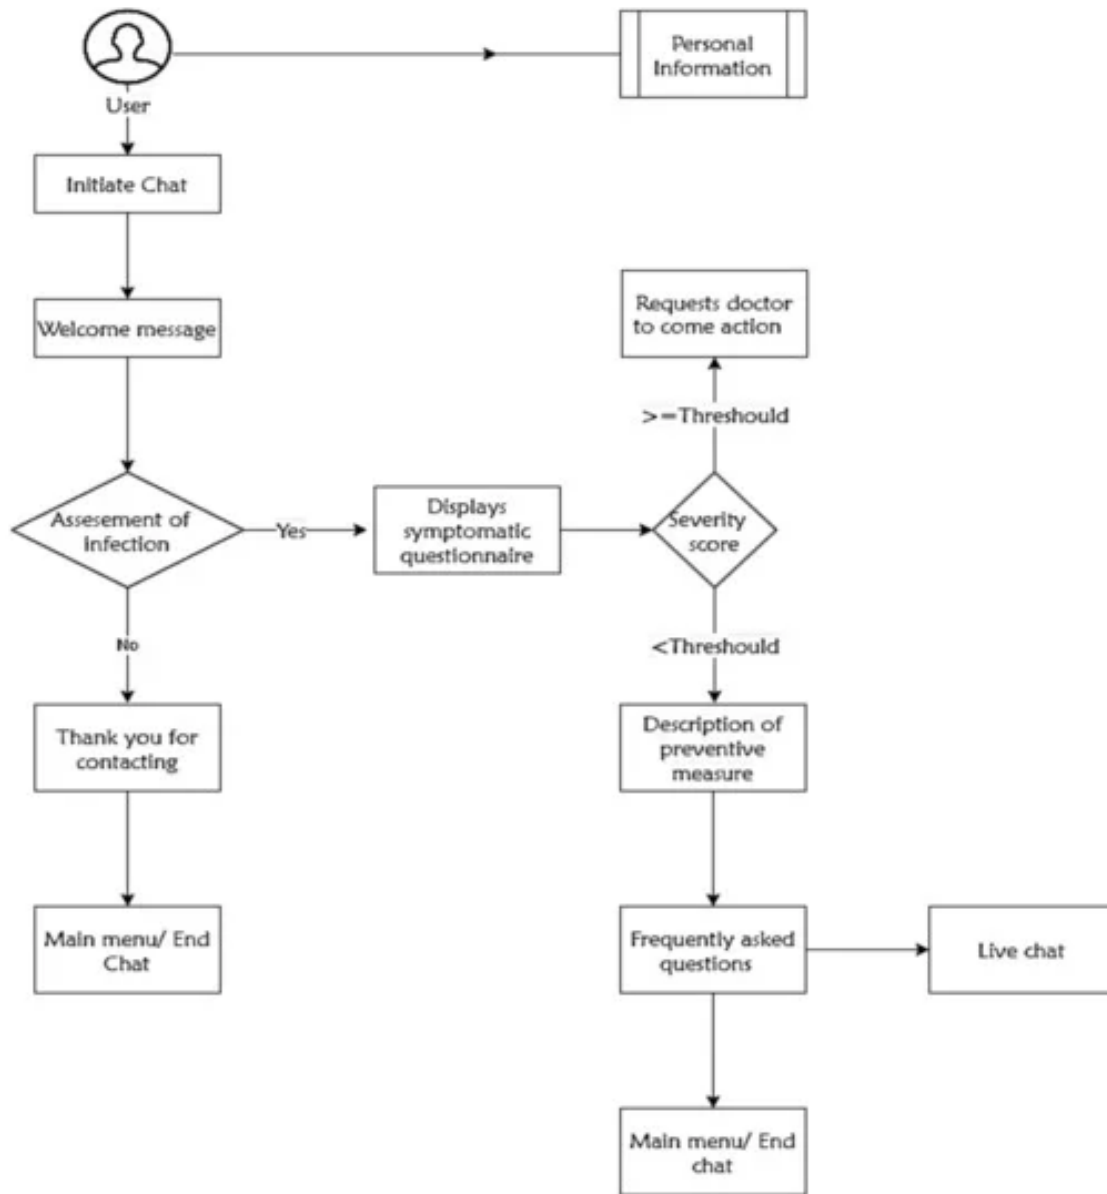 Personal
Information
User
Initiate Chat
Welcome message
Requests doctor
to come action
>=Threshould
Assesement of
infection
Yes
Displays
symptomatic
questionnaire
Severity
score
No
<Threshould
Thank you for
contacting
Description of
preventive
measure
Main menu/ End
Chat
Frequently asked
questions
Live chat
Main menu/ End
chat